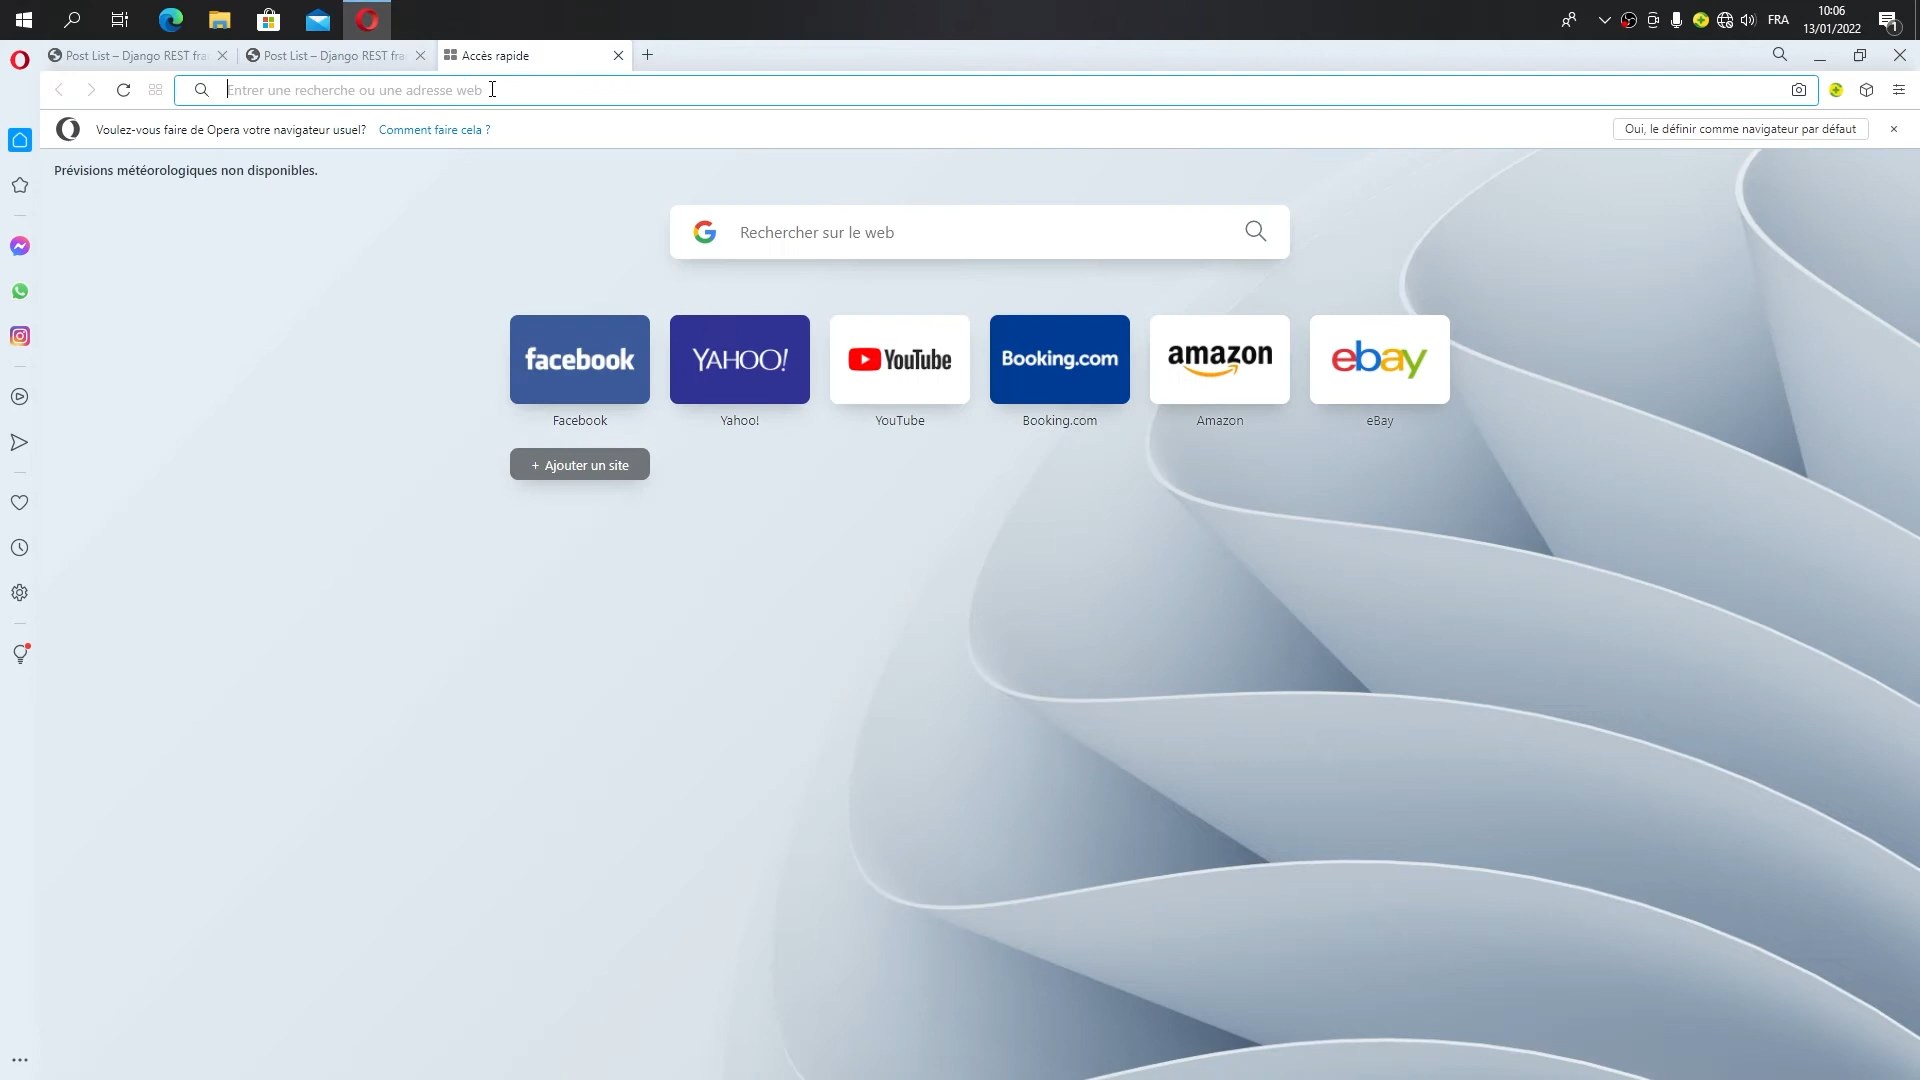 FRA
10:06
13/01/2022
1
Post List – Django REST fra
Post List – Django REST fra
Accès rapide
Entrer une recherche ou une adresse web
Voulez-vous faire de Opera votre navigateur usuel? Comment faire cela ?
Oui, le définir comme navigateur par défaut
Prévisions météorologiques non disponibles.
Rechercher sur le web
facebook
YAHOO!
YouTube
Booking.com
amazon
ebay
Facebook
Yahoo!
YouTube
Booking.com
Amazon
eBay
+ Ajouter un site